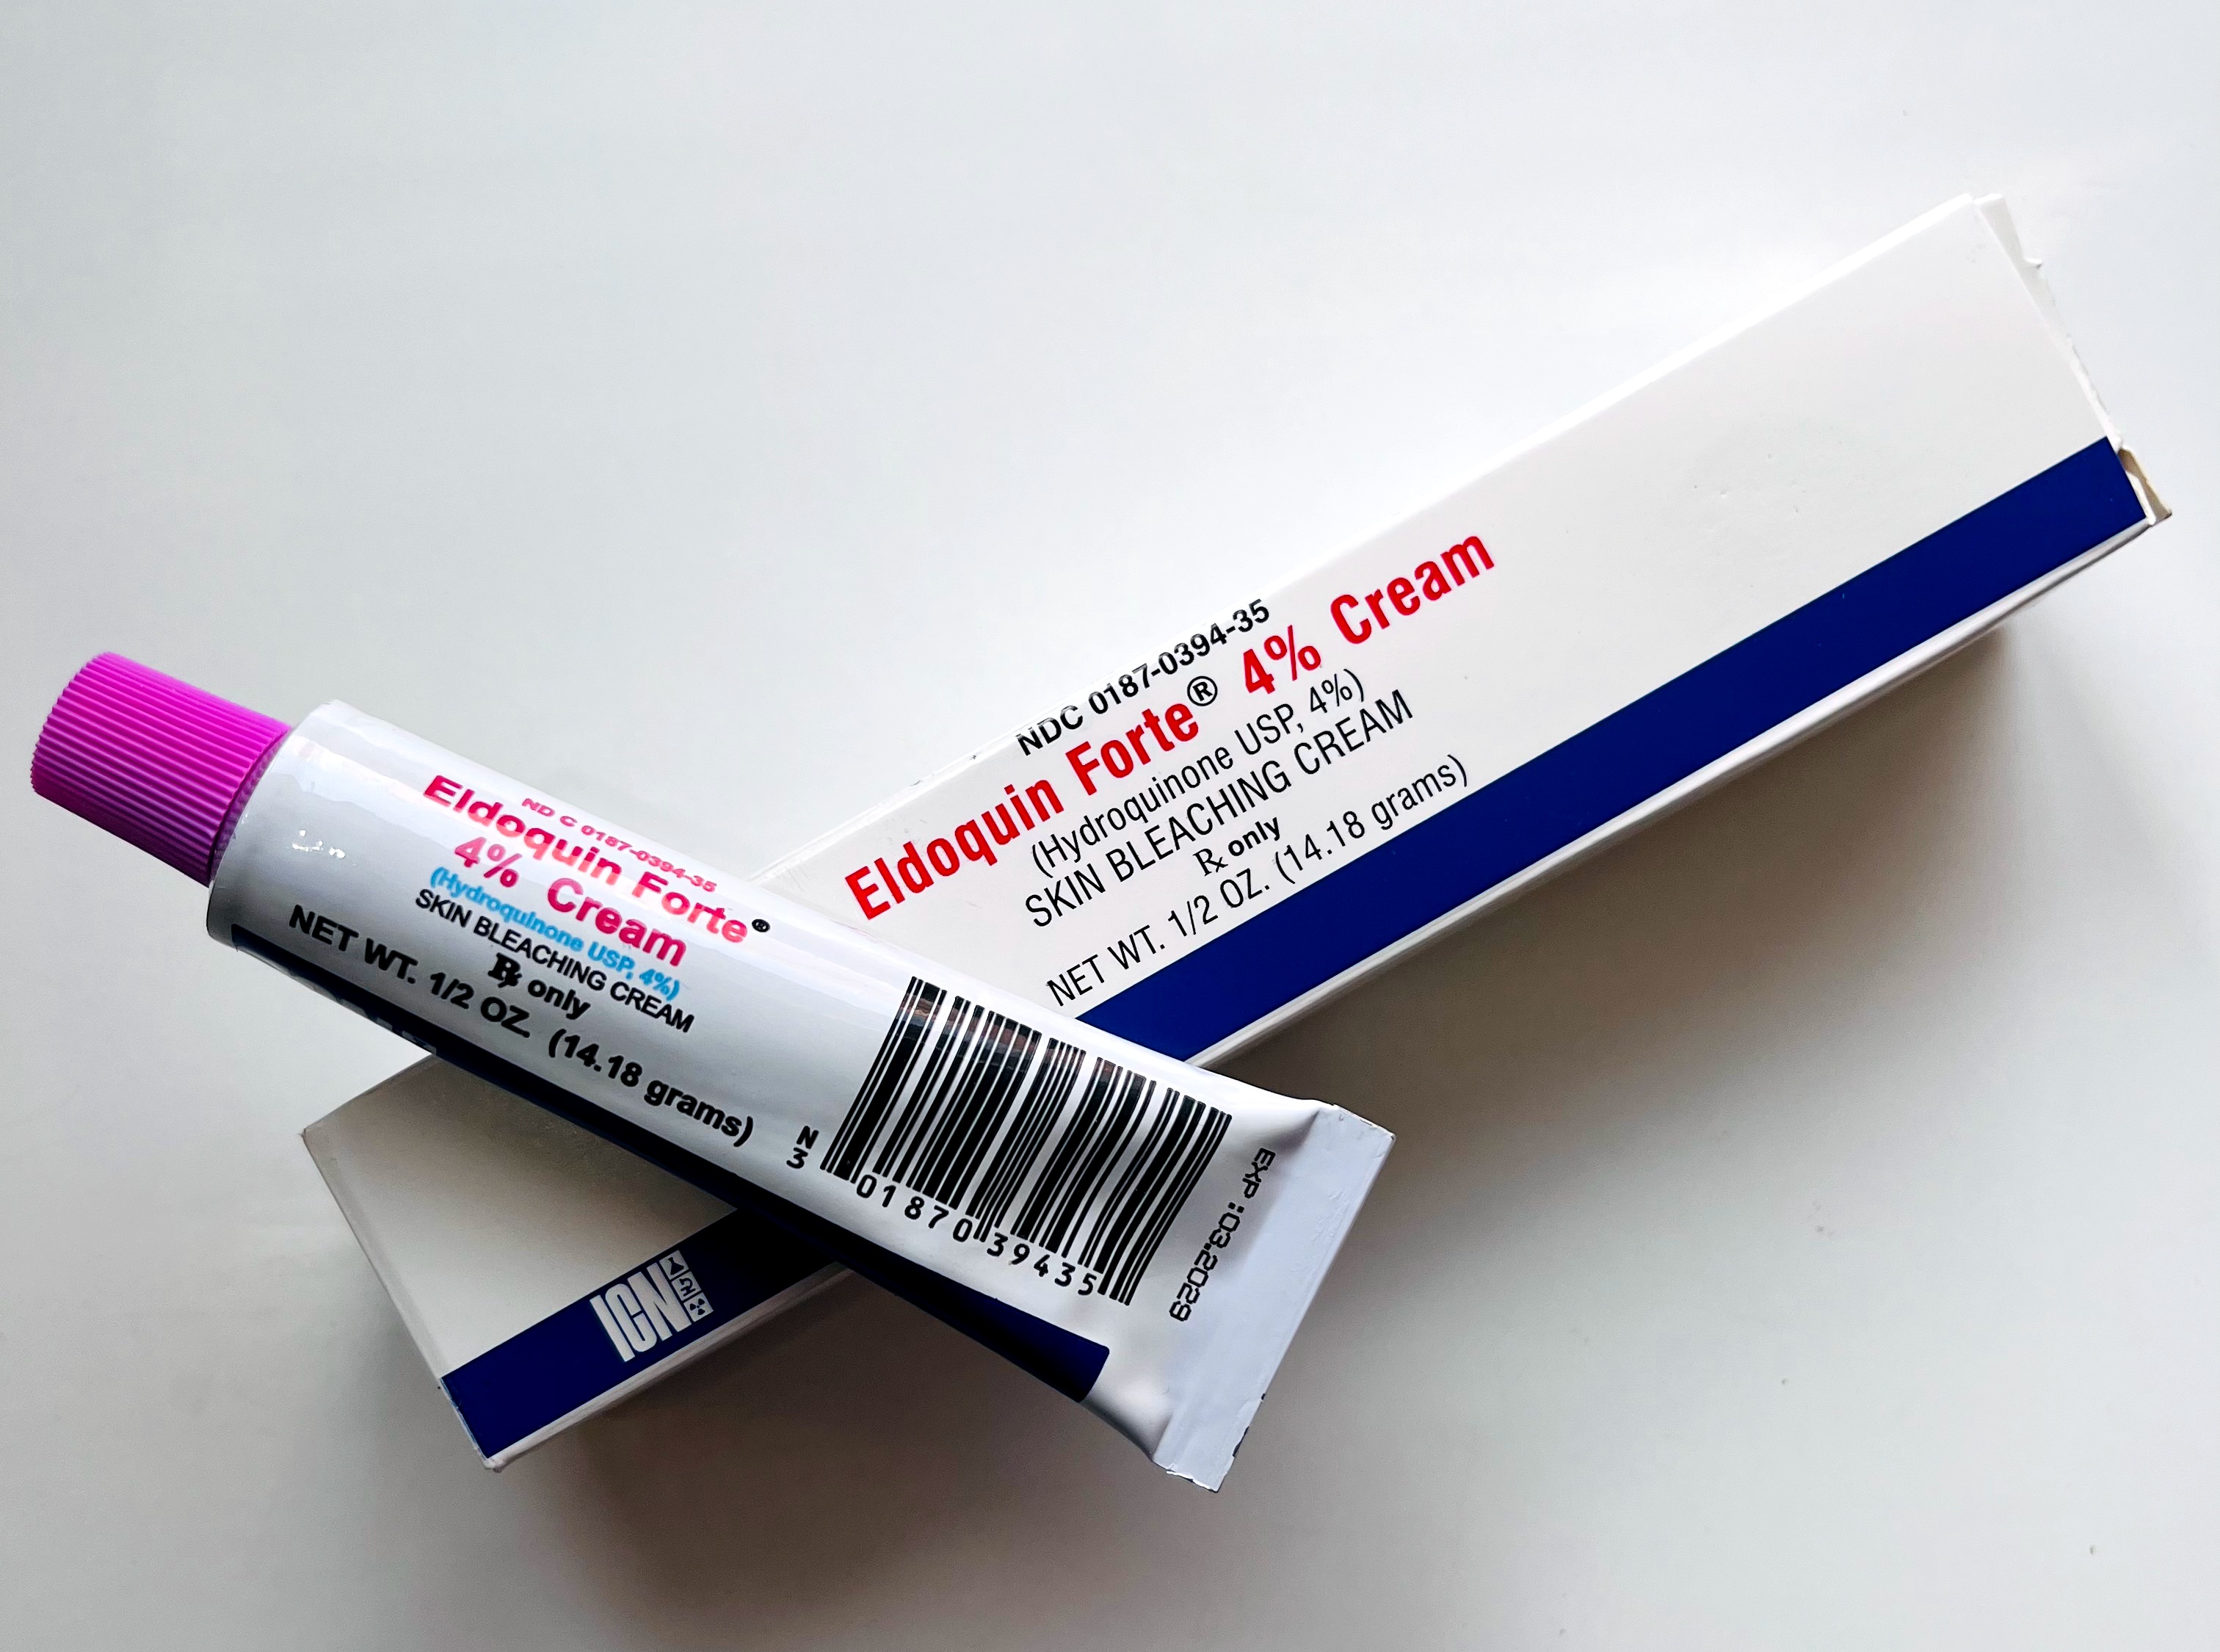 NDC 0187-0394-35
Eldoquin Forte® 4% Cream
(Hydroquinone USP, 4%)
SKIN BLEACHING CREAM
℞ only
NET WT. 1/2 OZ. (14.18 grams)
ICN
ND C 0187-0394-35
Eldoquin Forte®
4% Cream
(Hydroquinone USP, 4%)
SKIN BLEACHING CREAM
℞ only
NET WT. 1/2 OZ. (14.18 grams)
N
3
01870 39435
EXP :03.2029